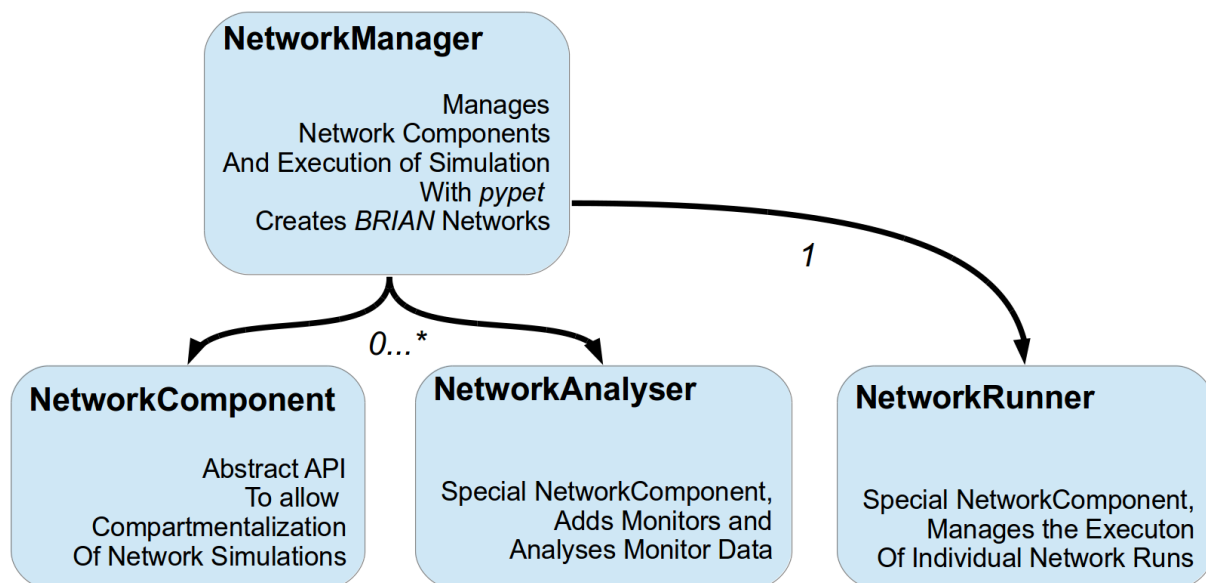 NetworkManager
Manages
Network Components
And Execution of Simulation
With pypet
Creates BRIAN Networks
1
0...*
NetworkComponent
Abstract API
To allow
Compartmentalization
Of Network Simulations
NetworkAnalyser
Special NetworkComponent,
Adds Monitors and
Analyses Monitor Data
NetworkRunner
Special NetworkComponent,
Manages the Executon
Of Individual Network Runs